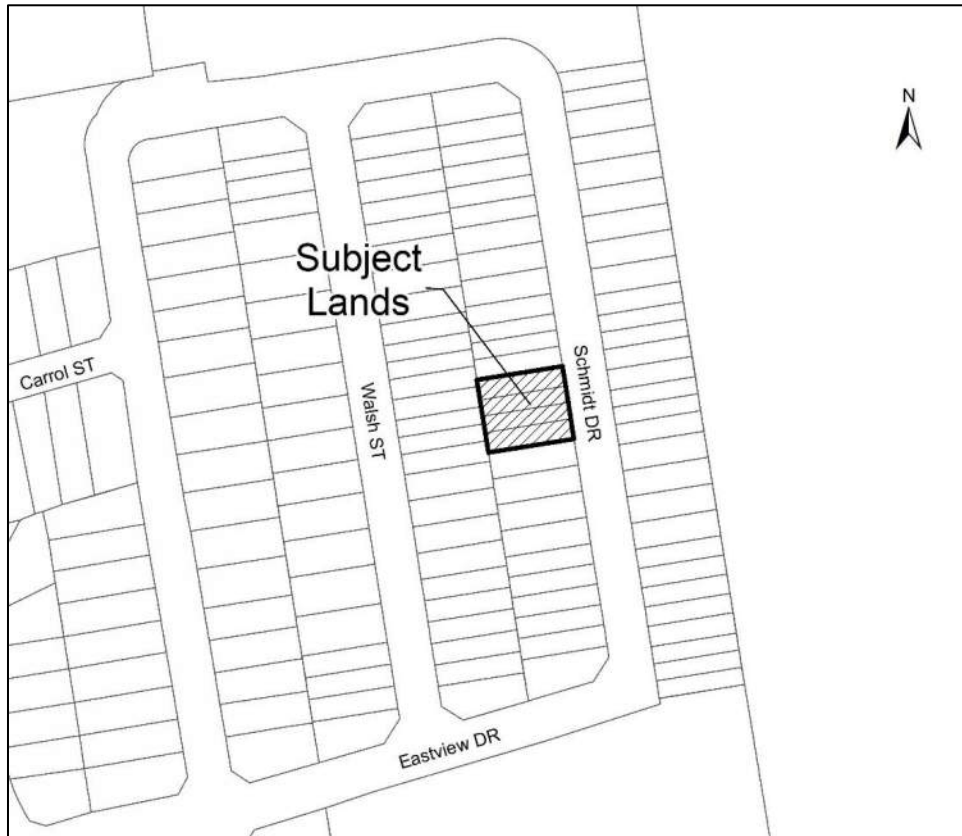 N
Subject
Lands
Schmidt DR
Carrol ST
Walsh ST
Eastview DR